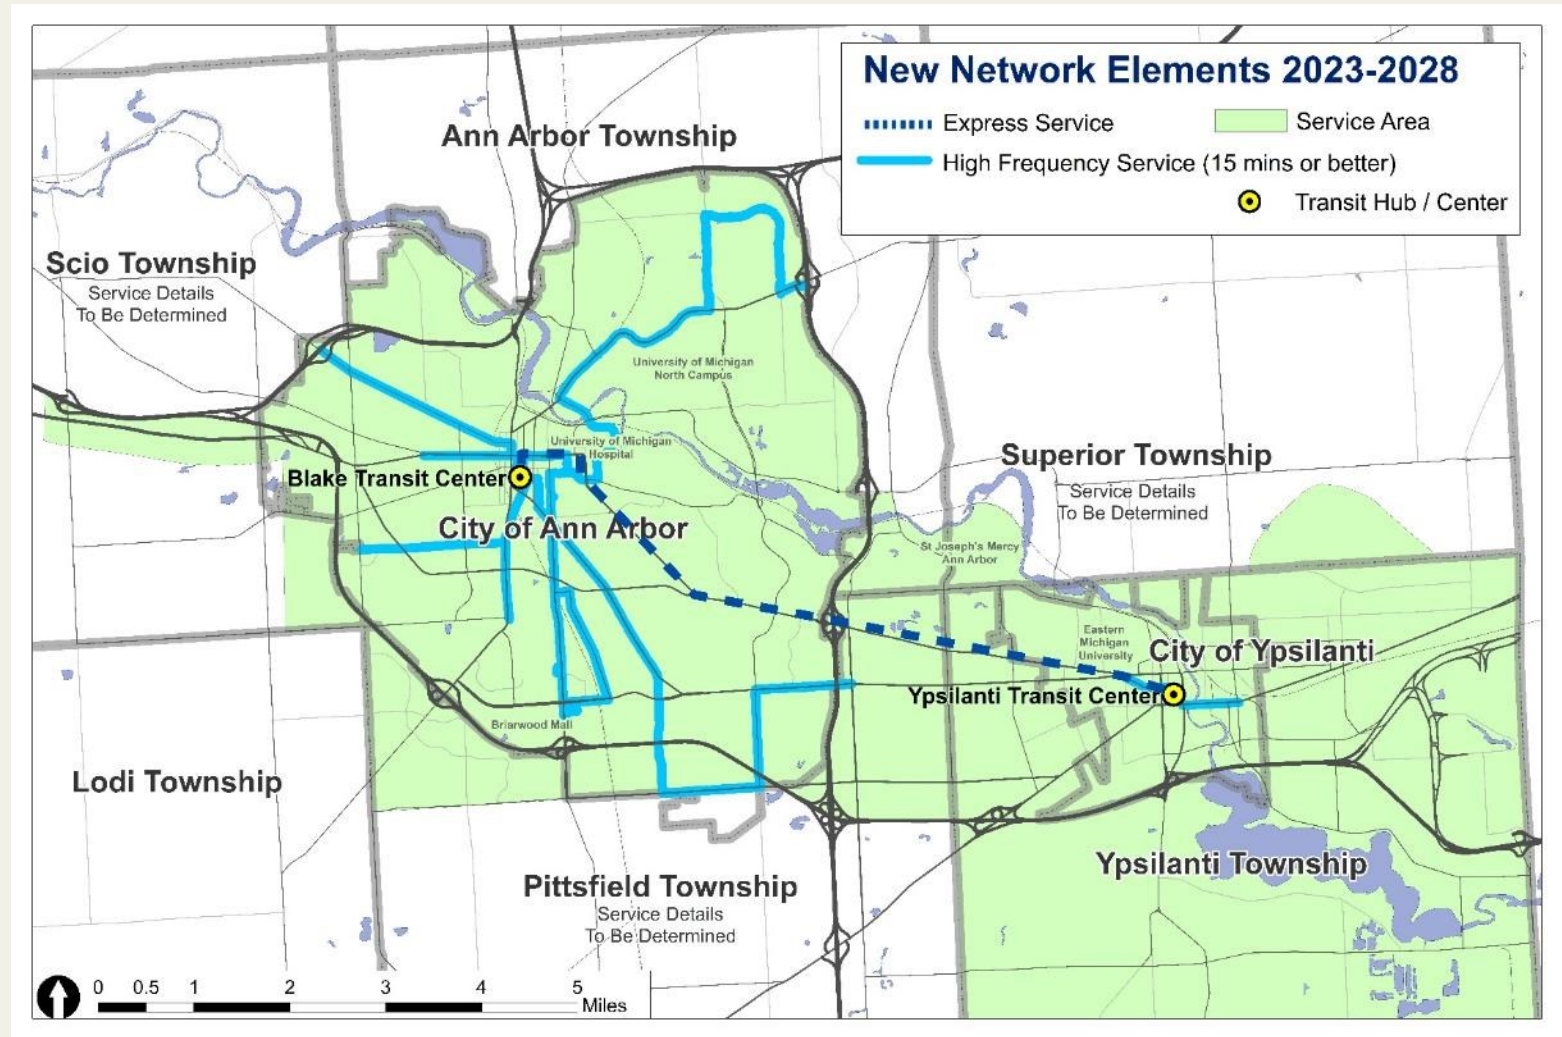 New Network Elements 2023-2028
Express Service
Service Area
High Frequency Service (15 mins or better)
Transit Hub / Center
Ann Arbor Township
Scio Township
Service Details
To Be Determined
University of Michigan
North Campus
University of Michigan
Hospital
Blake Transit Center
City of Ann Arbor
Superior Township
Service Details
To Be Determined
St Joseph's Mercy
Ann Arbor
Eastern
Michigan
University
City of Ypsilanti
Ypsilanti Transit Center
Briarwood Mall
Lodi Township
Pittsfield Township
Service Details
To Be Determined
Ypsilanti Township
0 0.5 1 2 3 4 5
Miles